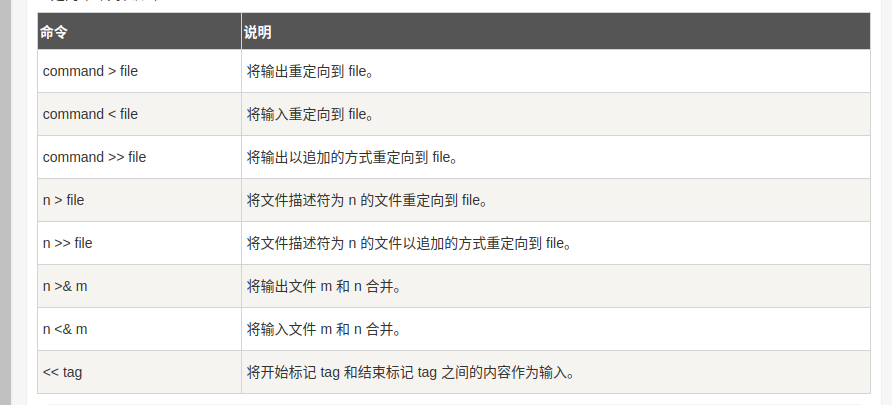 命令 说明
command > file 将输出重定向到 file。
command < file 将输入重定向到 file。
command >> file 将输出以追加的方式重定向到 file。
n > file 将文件描述符为 n 的文件重定向到 file。
n >> file 将文件描述符为 n 的文件以追加的方式重定向到 file。
n >& m 将输出文件 m 和 n 合并。
n <& m 将输入文件 m 和 n 合并。
<< tag 将开始标记 tag 和结束标记 tag 之间的内容作为输入。